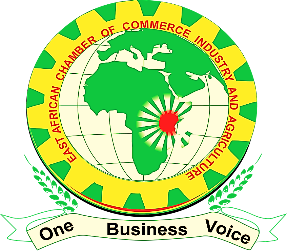 EAST AFRICAN CHAMBER OF COMMERCE INDUSTRY AND AGRICULTURE
One Business Voice